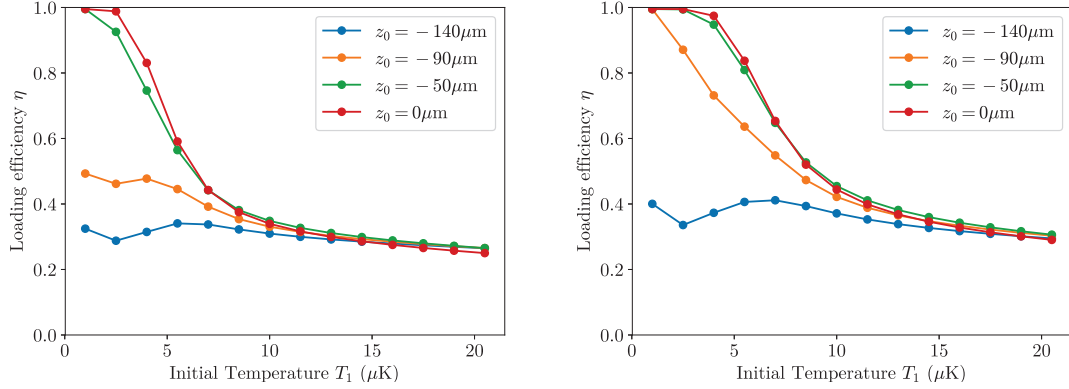 1.0
0.8
0.6
0.4
0.2
0.0
Loading efficiency η
0
5
10
15
20
Initial Temperature T₁ (μK)
z₀ = −140μm
z₀ = −90μm
z₀ = −50μm
z₀ = 0μm
1.0
0.8
0.6
0.4
0.2
0.0
Loading efficiency η
0
5
10
15
20
Initial Temperature T₁ (μK)
z₀ = −140μm
z₀ = −90μm
z₀ = −50μm
z₀ = 0μm